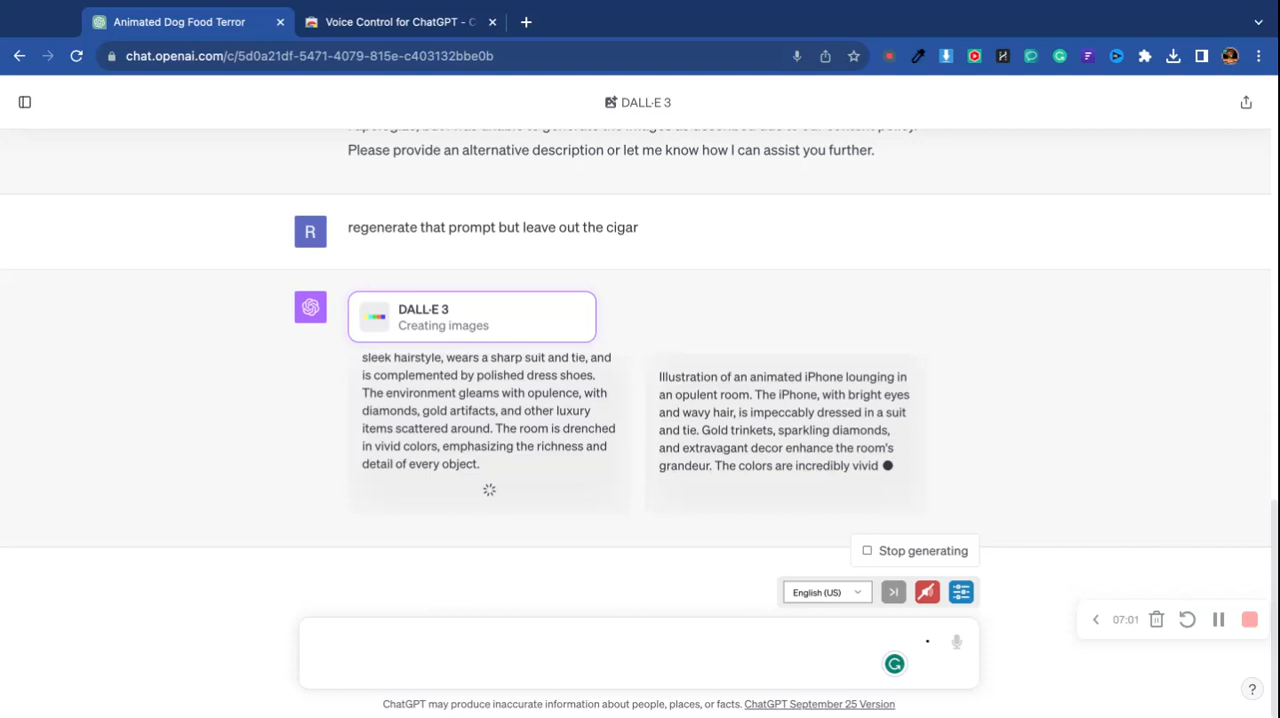 Animated Dog Food Terror
Voice Control for ChatGPT - C
chat.openai.com/c/5d0a21df-5471-4079-815e-c403132bbe0b
DALL·E 3
Please provide an alternative description or let me know how I can assist you further.
R
regenerate that prompt but leave out the cigar
DALL·E 3
Creating images
sleek hairstyle, wears a sharp suit and tie, and
is complemented by polished dress shoes.
The environment gleams with opulence, with
diamonds, gold artifacts, and other luxury
items scattered around. The room is drenched
in vivid colors, emphasizing the richness and
detail of every object.
Illustration of an animated iPhone lounging in
an opulent room. The iPhone, with bright eyes
and wavy hair, is impeccably dressed in a suit
and tie. Gold trinkets, sparkling diamonds,
and extravagant decor enhance the room's
grandeur. The colors are incredibly vivid
Stop generating
English (US)
07:01
ChatGPT may produce inaccurate information about people, places, or facts. ChatGPT September 25 Version
?